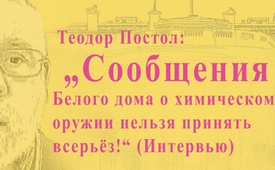 Теодор Постол:
„Сообщения
Белого дома о химическом
оружии нельзя принять
всерьёз!“ (Интервью)